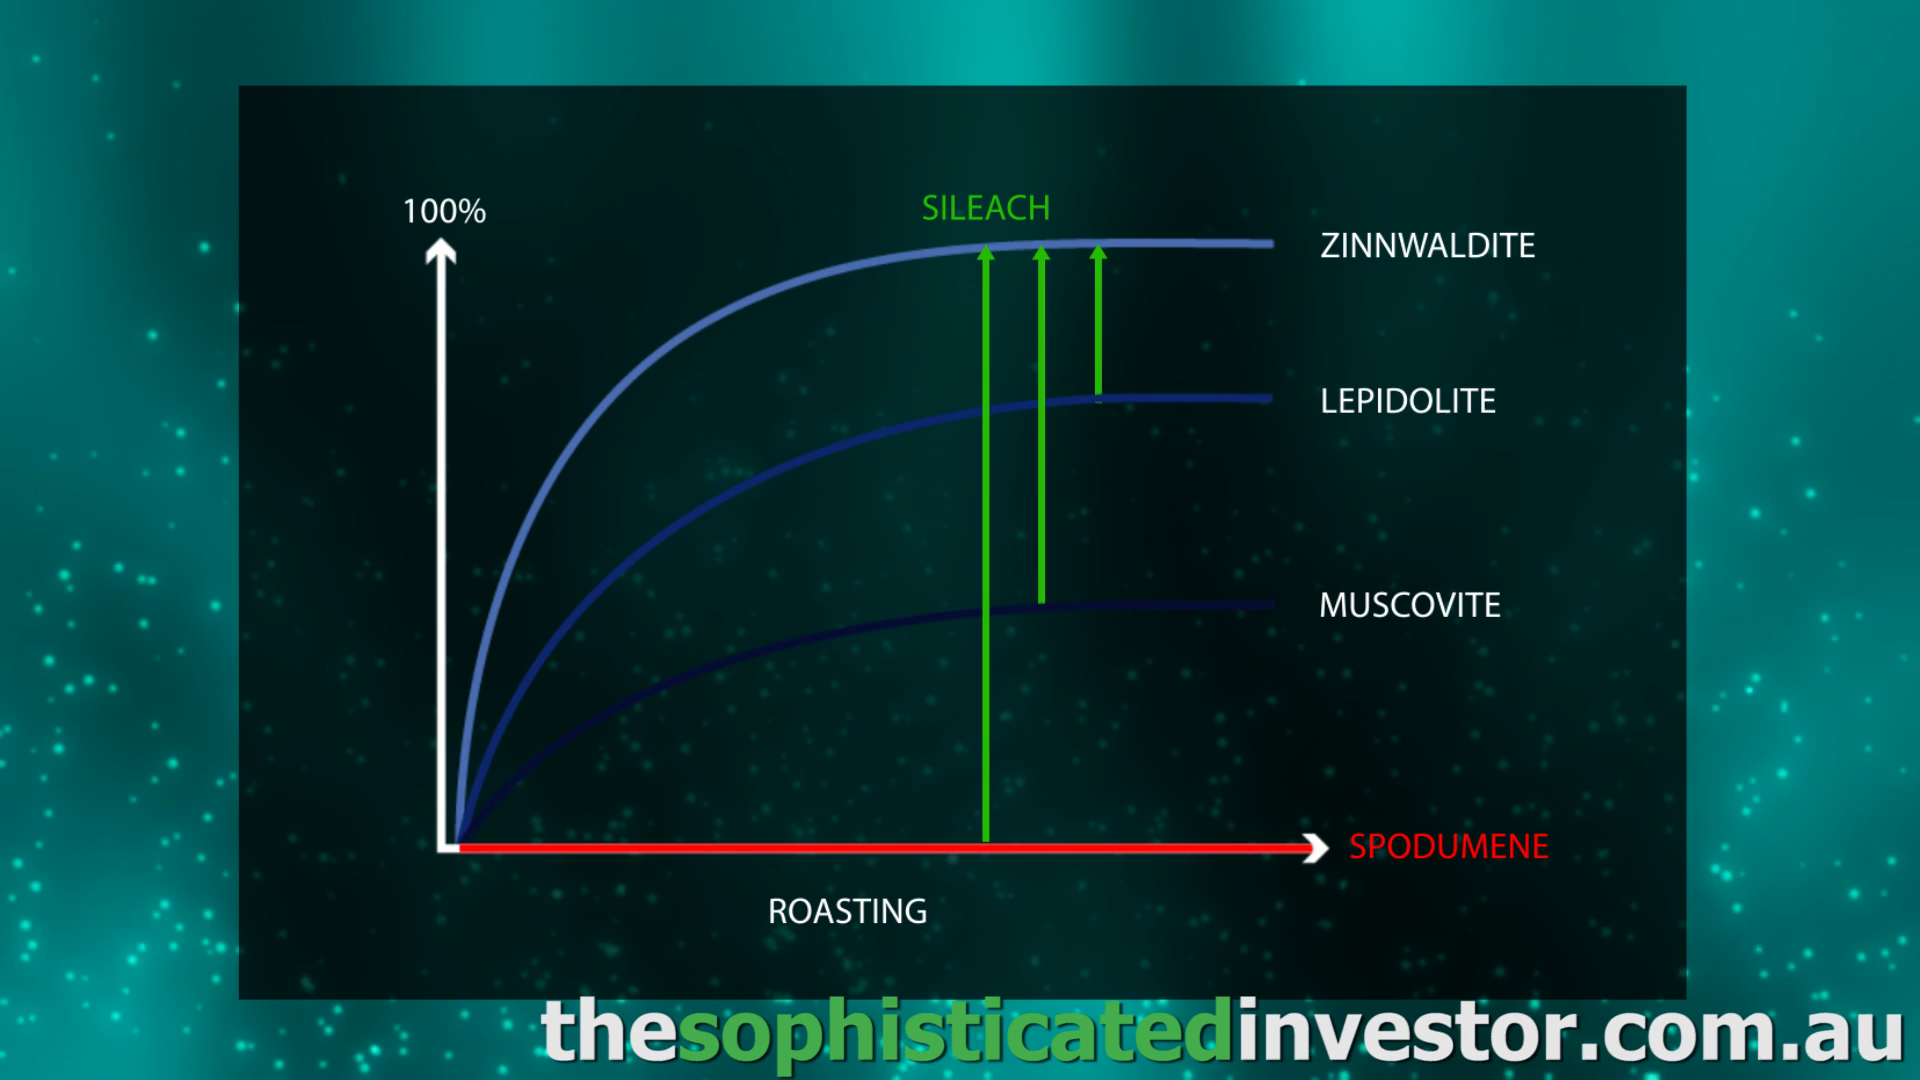 100%
SILEACH
ZINNWALDITE
LEPIDOLITE
MUSCOVITE
SPODUMENE
ROASTING
thesophisticatedinvestor.com.au